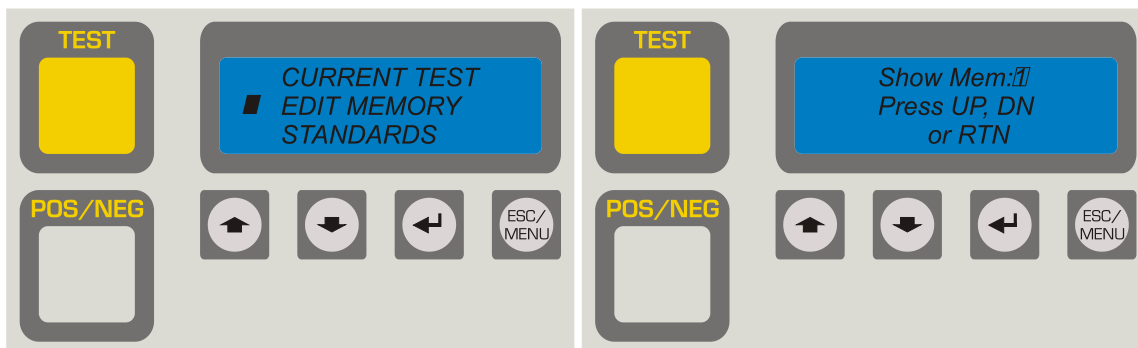 TEST
CURRENT TEST
EDIT MEMORY
STANDARDS
POS/NEG
ESC/
MENU
TEST
Show Mem:1
Press UP, DN
or RTN
POS/NEG
ESC/
MENU